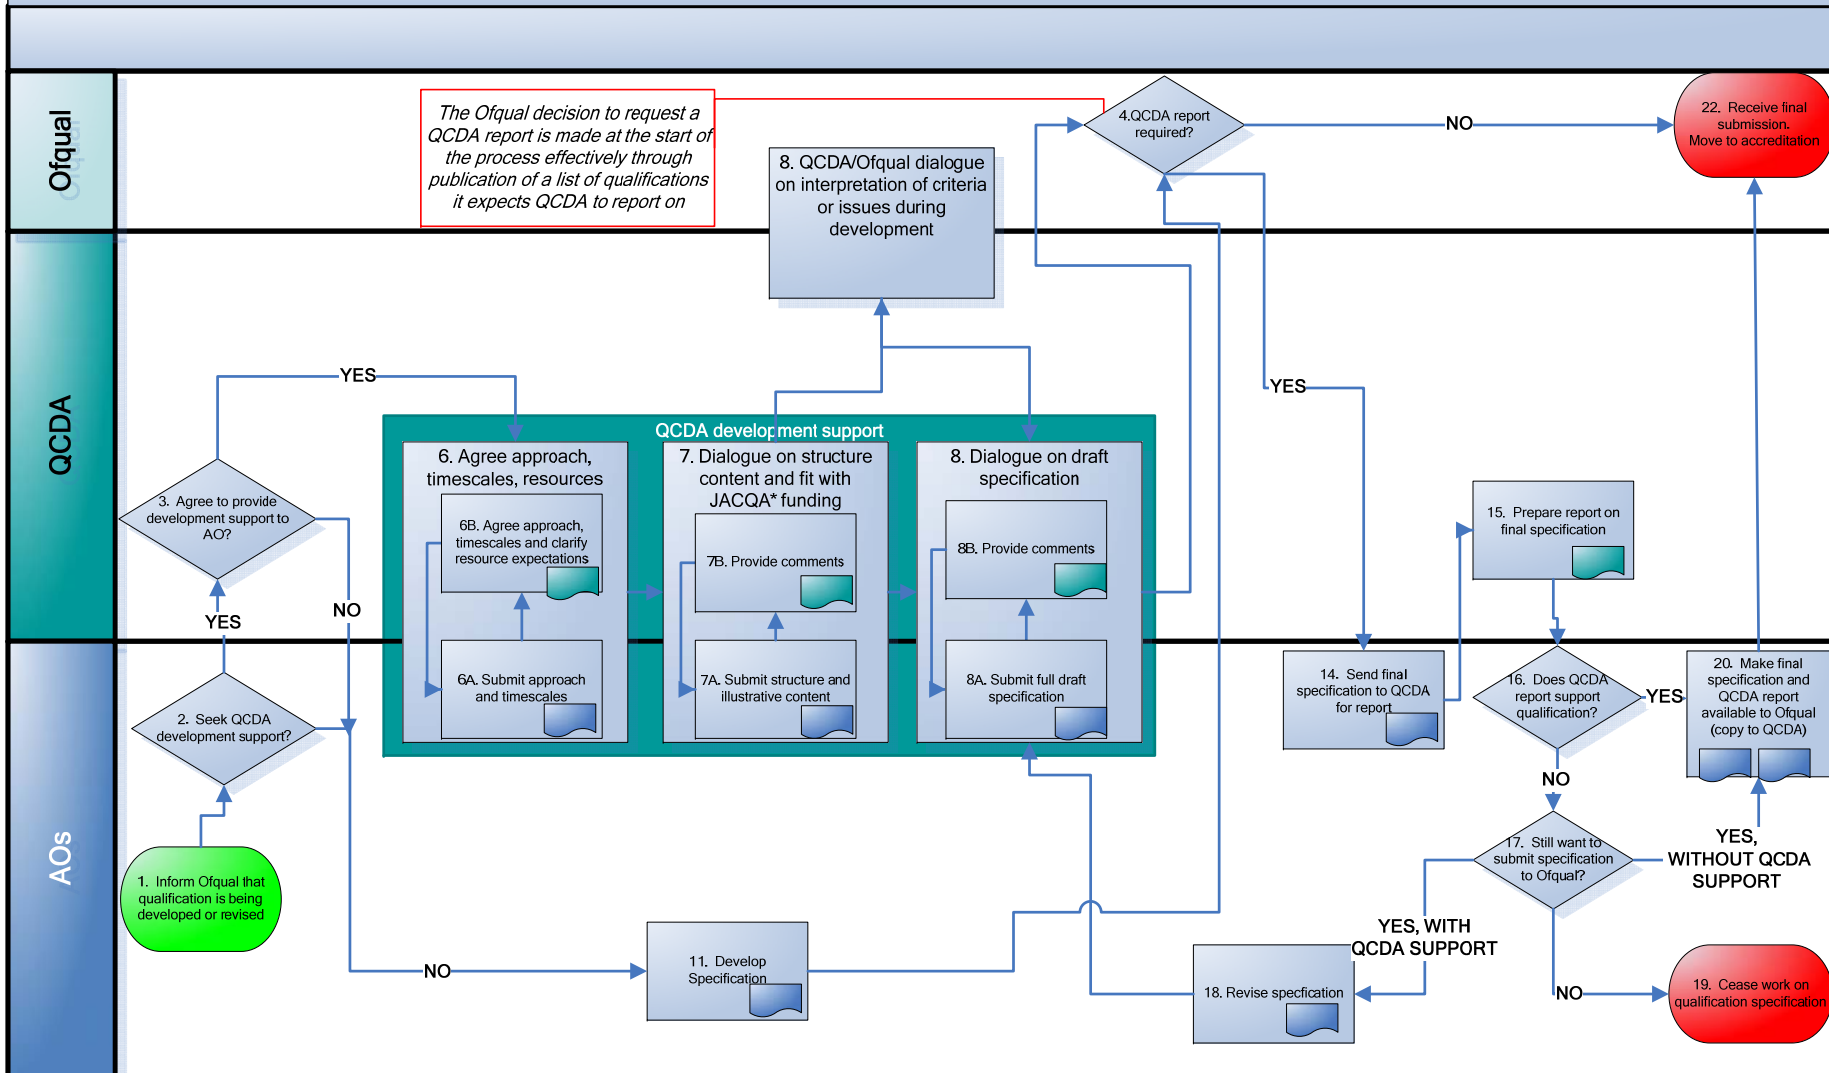 Ofqual
The Ofqual decision to request a
QCDA report is made at the start of
the process effectively through
publication of a list of qualifications
it expects QCDA to report on
8. QCDA/Ofqual dialogue
on interpretation of criteria
or issues during
development
4.QCDA report
required?
NO
22. Receive final
submission.
Move to accreditation
QCDA
YES
YES
QCDA development support
6. Agree approach,
timescales, resources
6B. Agree approach,
timescales and clarify
resource expectations
6A. Submit approach
and timescales
7. Dialogue on structure
content and fit with
JACQA* funding
7B. Provide comments
7A. Submit structure and
illustrative content
8. Dialogue on draft
specification
8B. Provide comments
8A. Submit full draft
specification
3. Agree to provide
development support to
AO?
YES
NO
15. Prepare report on
final specification
AOs
2. Seek QCDA
development support?
1. Inform Ofqual that
qualification is being
developed or revised
NO
11. Develop
Specification
14. Send final
specification to QCDA
for report
16. Does QCDA
report support
qualification?
YES
20. Make final
specification and
QCDA report
available to Ofqual
(copy to QCDA)
NO
17. Still want to
submit specification
to Ofqual?
YES,
WITHOUT QCDA
SUPPORT
YES, WITH
QCDA SUPPORT
18. Revise specfication
NO
19. Cease work on
qualification specification